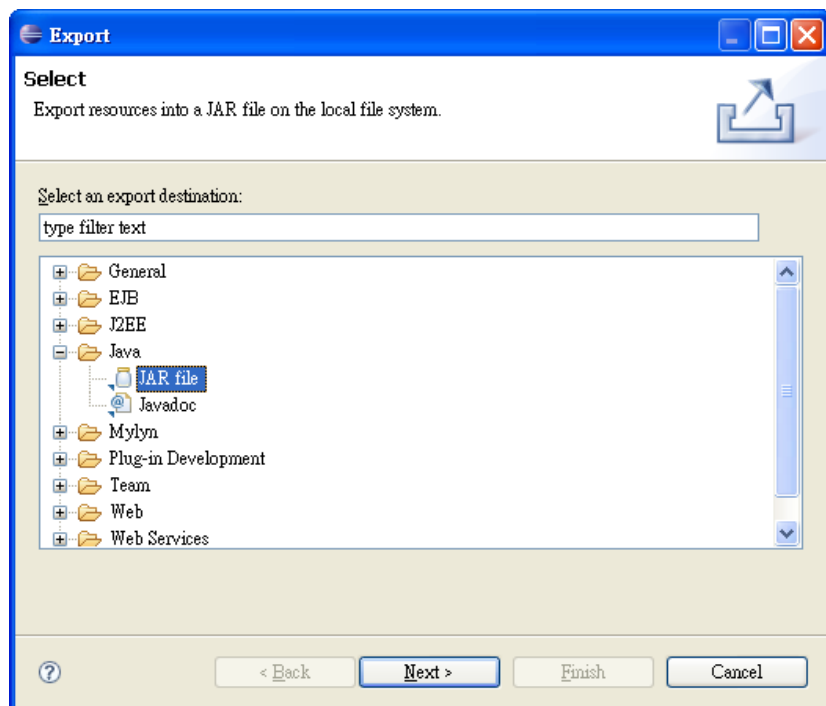 Export
Select
Export resources into a JAR file on the local file system.
Select an export destination:
type filter text
General
EJB
J2EE
Java
JAR file
Javadoc
Mylyn
Plug-in Development
Team
Web
Web Services
< Back
Next >
Finish
Cancel